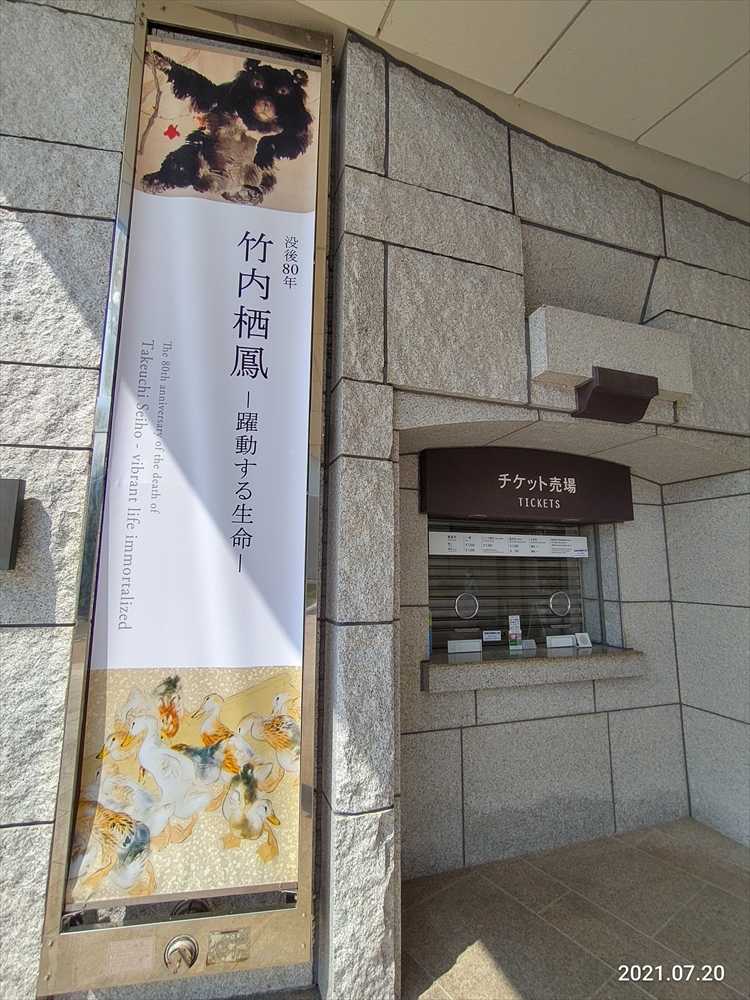 没後80年
竹内栖鳳
―躍動する生命―
The 80th anniversary of the death of
Takeuchi Seiho - vibrant life immortalized
チケット売場
TICKETS
2021.07.20